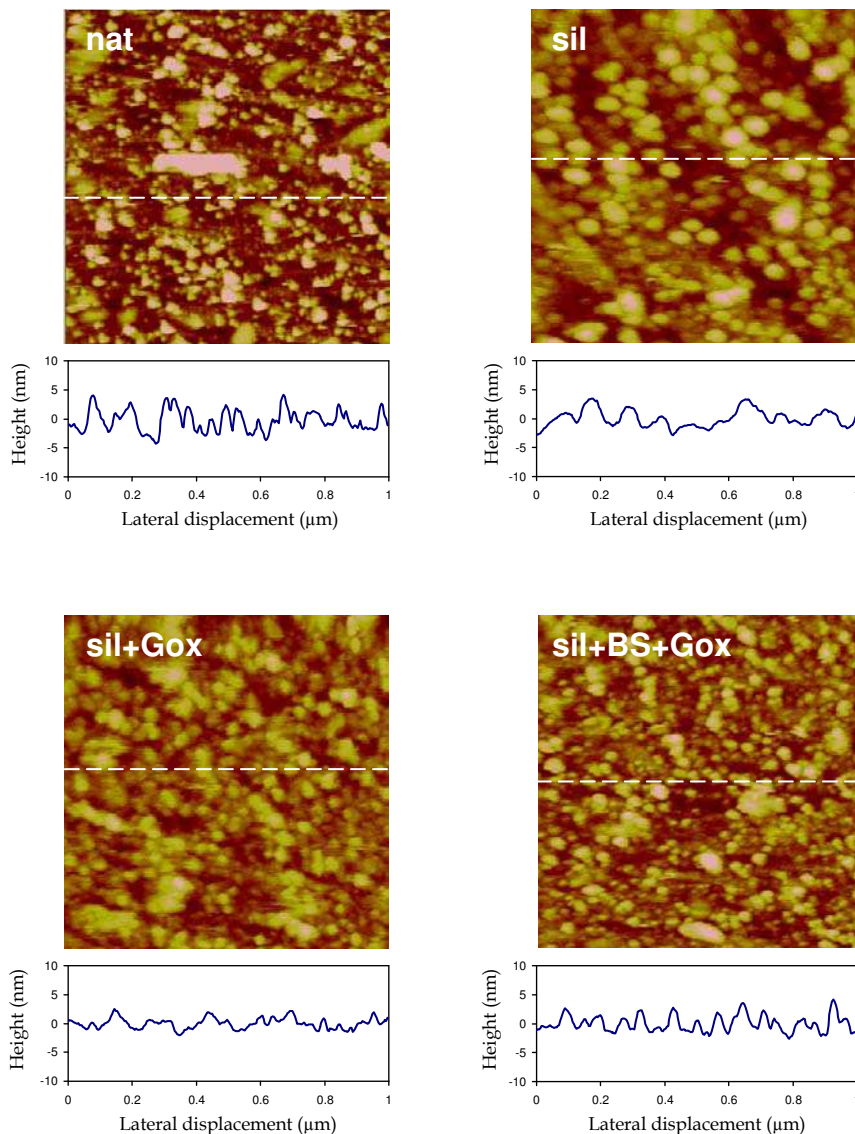 nat
sil
10
5
0
-5
-10
Height (nm)
0 0.2 0.4 0.6 0.8 1
Lateral displacement (µm)
10
5
0
-5
-10
Height (nm)
0 0.2 0.4 0.6 0.8 1
Lateral displacement (µm)
sil+Gox
sil+BS+Gox
10
5
0
-5
-10
Height (nm)
0 0.2 0.4 0.6 0.8 1
Lateral displacement (µm)
10
5
0
-5
-10
Height (nm)
0 0.2 0.4 0.6 0.8 1
Lateral displacement (µm)